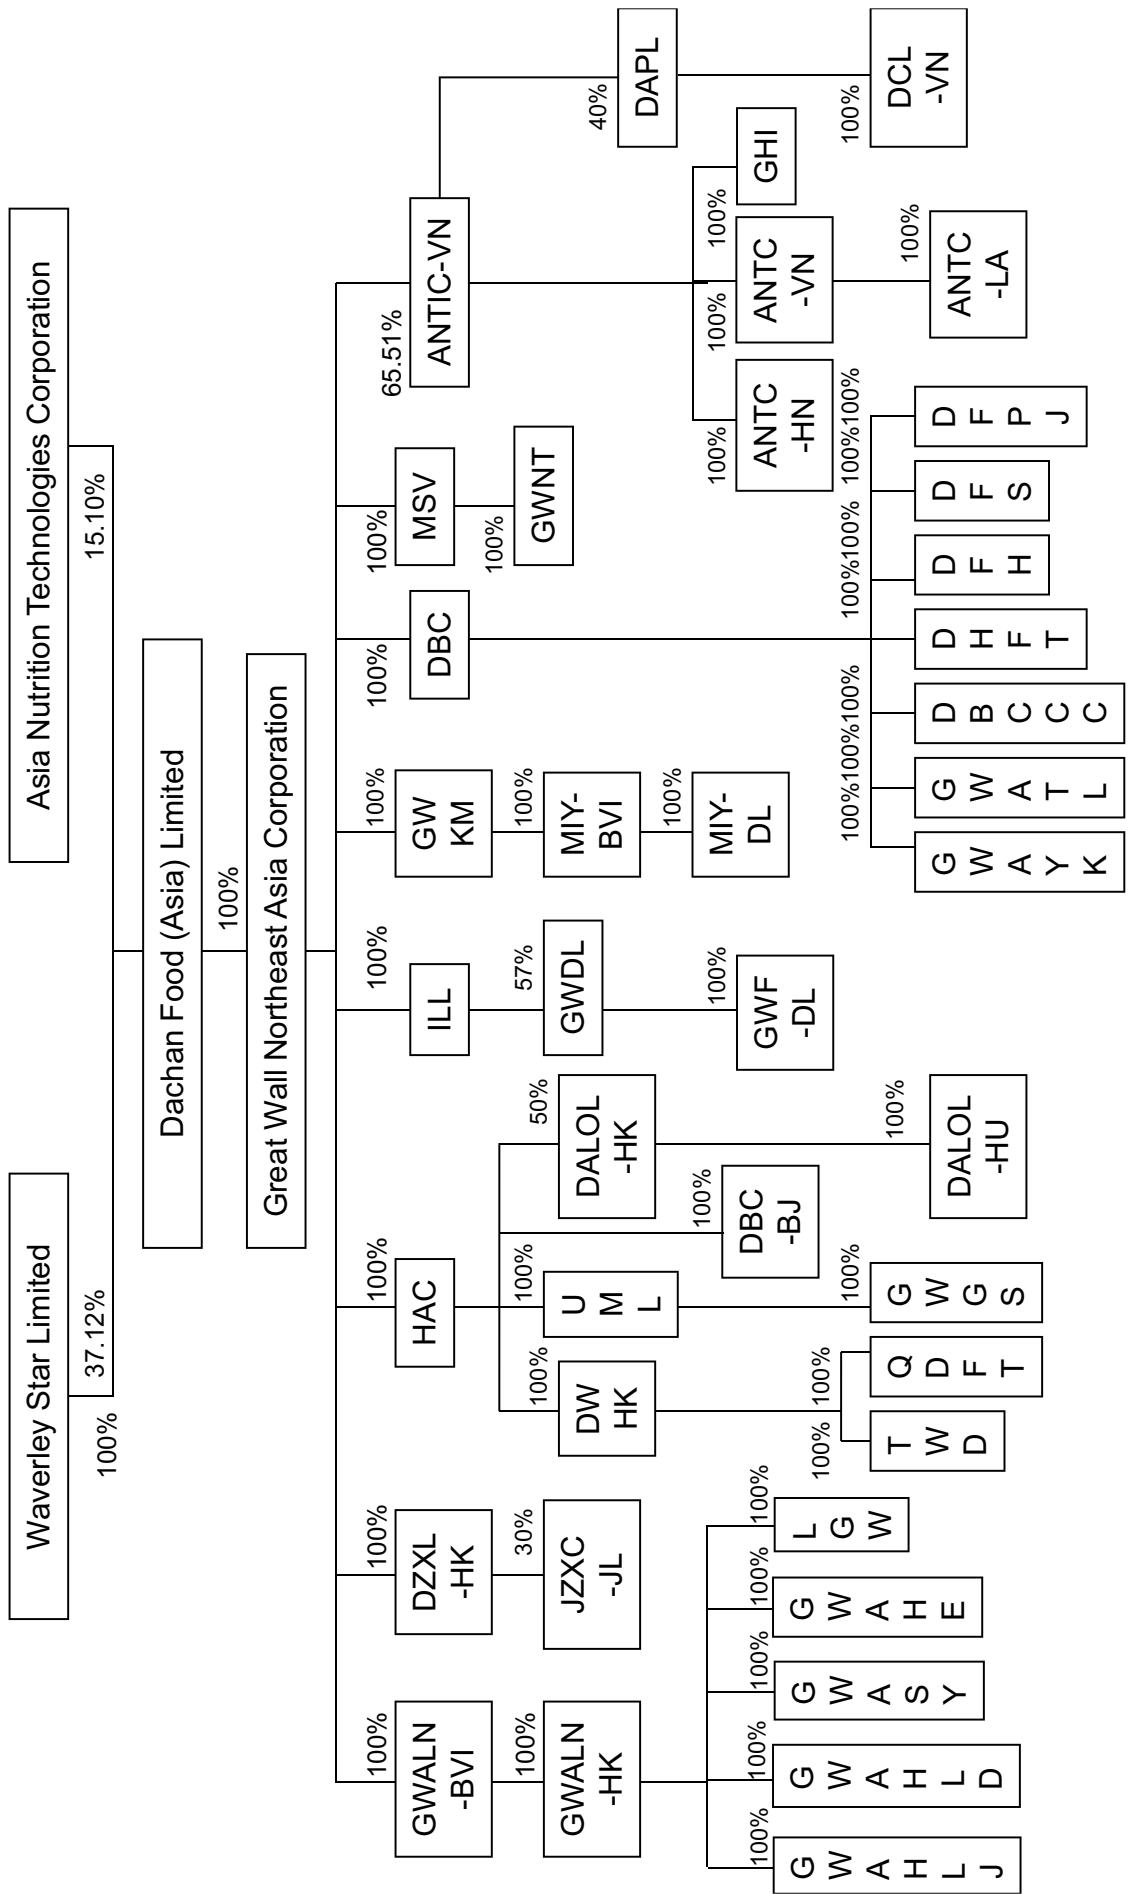 Waverley Star Limited
Asia Nutrition Technologies Corporation
100%
37.12%
15.10%
Dachan Food (Asia) Limited
100%
Great Wall Northeast Asia Corporation
100%
100%
100%
100%
100%
100%
100%
65.51%
GWALN
-BVI
DZXL
-HK
HAC
ILL
GW
KM
DBC
MSV
ANTIC-VN
100%
GWALN
-HK
30%
JZXC
-JL
100%
DW
HK
100%
UML
50%
DALOL
-HK
57%
GWDL
100%
MIY-
BVI
100%
GWNT
40%
DAPL
100%
DBC
-BJ
100%
GWF
-DL
100%
MIY-
DL
100%
ANTC
-HN
100%
ANTC
-VN
100%
GHI
100%
GWAHLJ
100%
GWAHLD
100%
GWASY
100%
GWAHE
100%
LGW
100%
TWD
100%
QDFT
100%
GWGS
100%
DALOL
-HU
100%
ANTC
-LA
100%
DCL
-VN
100%100%100%
100%100%
100%100%
GWAYK
GWATL
DBCCC
DHFT
DFH
DFS
DFPJ